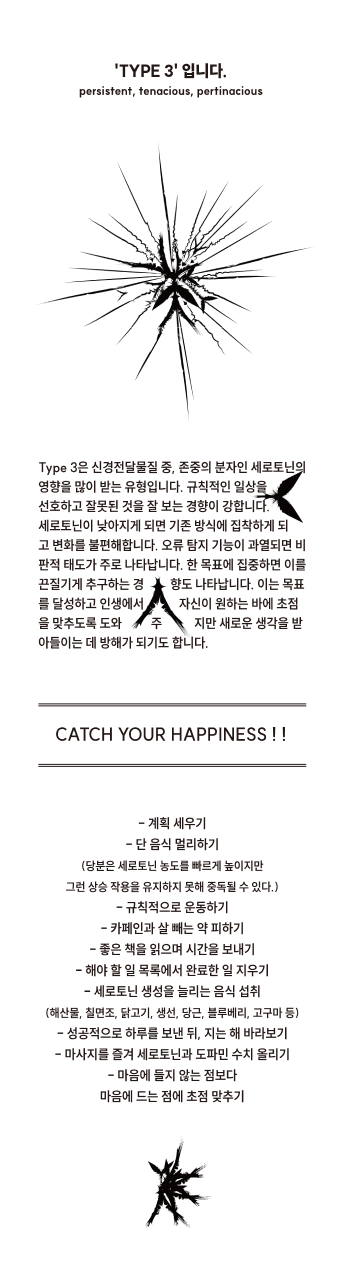 'TYPE 3' 입니다.
persistent, tenacious, pertinacious
Type 3은 신경전달물질 중, 존중의 분자인 세로토닌의
영향을 많이 받는 유형입니다. 규칙적인 일상을
선호하고 잘못된 것을 잘 보는 경향이 강합니다.
세로토닌이 낮아지게 되면 기존 방식에 집착하게 되
고 변화를 불편해합니다. 오류 탐지 기능이 과열되면 비
판적 태도가 주로 나타납니다. 한 목표에 집중하면 이를
끈질기게 추구하는 경 향도 나타납니다. 이는 목표
를 달성하고 인생에서 자신이 원하는 바에 초점
을 맞추도록 도와 주 지만 새로운 생각을 받
아들이는 데 방해가 되기도 합니다.
CATCH YOUR HAPPINESS ! !
- 계획 세우기
- 단 음식 멀리하기
(당분은 세로토닌 농도를 빠르게 높이지만
그런 상승 작용을 유지하지 못해 중독될 수 있다.)
- 규칙적으로 운동하기
- 카페인과 살 빼는 약 피하기
- 좋은 책을 읽으며 시간을 보내기
- 해야 할 일 목록에서 완료한 일 지우기
- 세로토닌 생성을 늘리는 음식 섭취
(해산물, 칠면조, 닭고기, 생선, 당근, 블루베리, 고구마 등)
- 성공적으로 하루를 보낸 뒤, 지는 해 바라보기
- 마사지를 즐겨 세로토닌과 도파민 수치 올리기
- 마음에 들지 않는 점보다
마음에 드는 점에 초점 맞추기